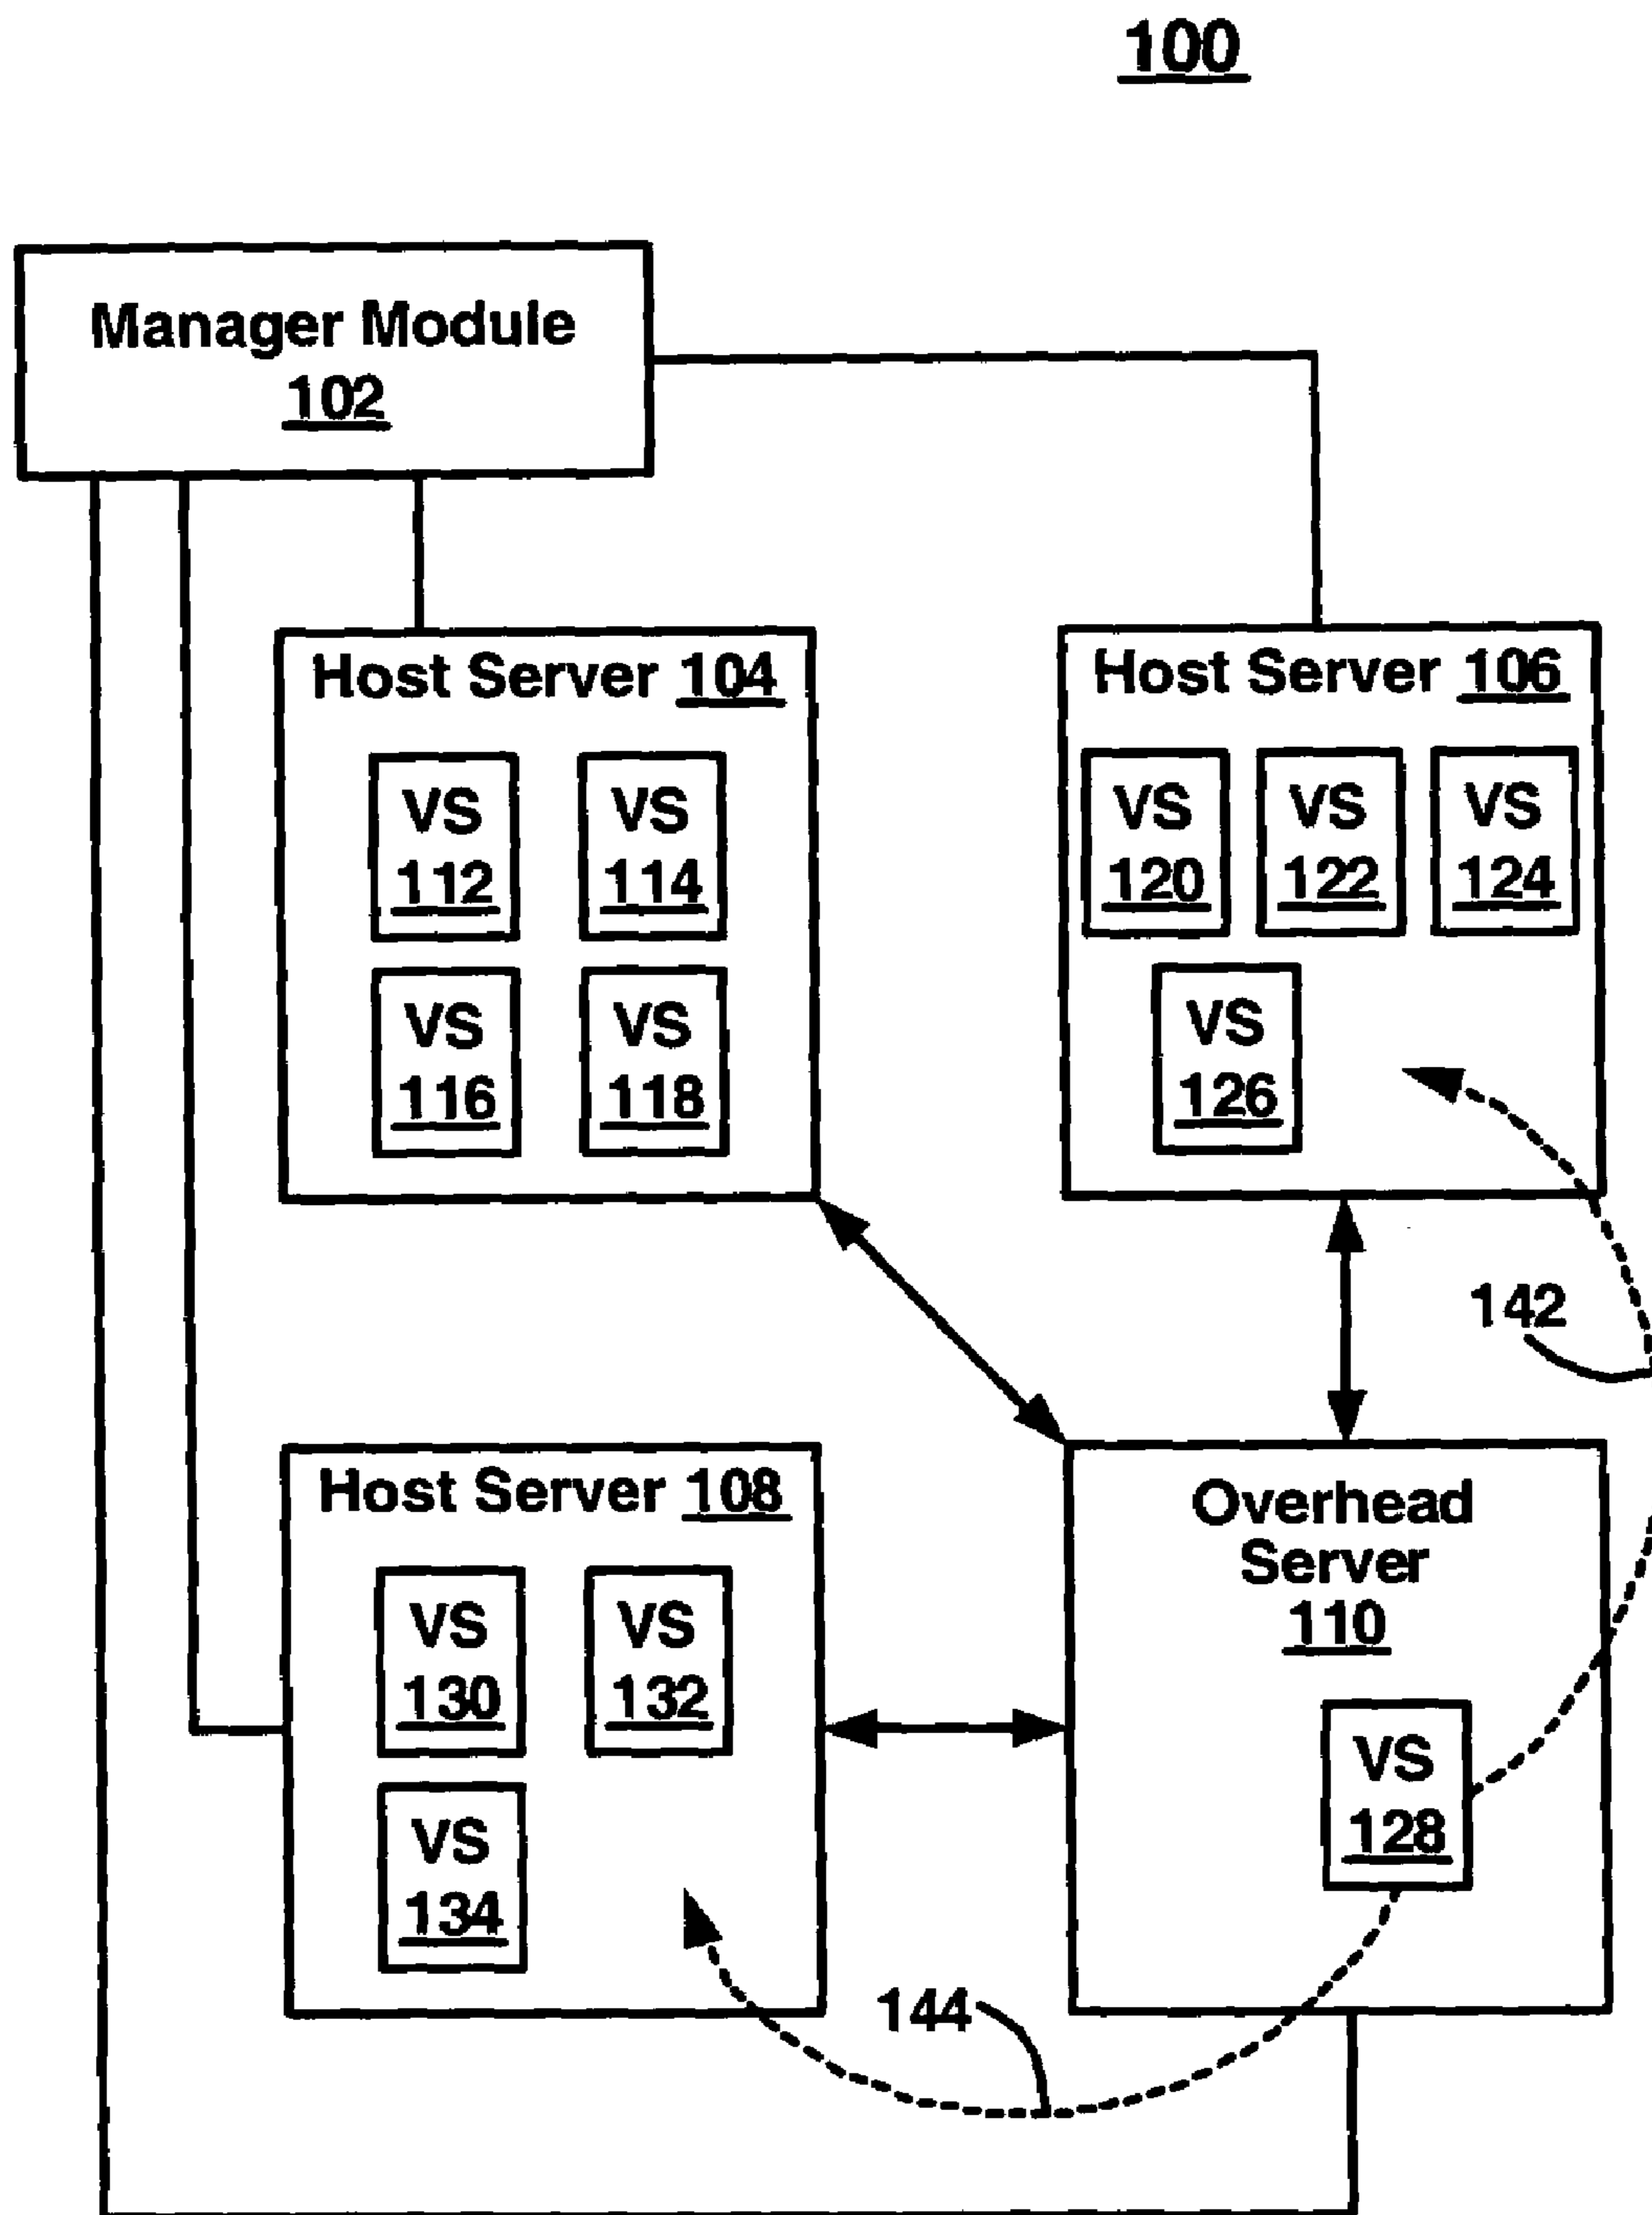 100
Manager Module
102
Host Server 104
VS
112
VS
114
VS
116
VS
118
Host Server 106
VS
120
VS
122
VS
124
VS
126
142
Host Server 108
VS
130
VS
132
VS
134
Overhead
Server
110
VS
128
144